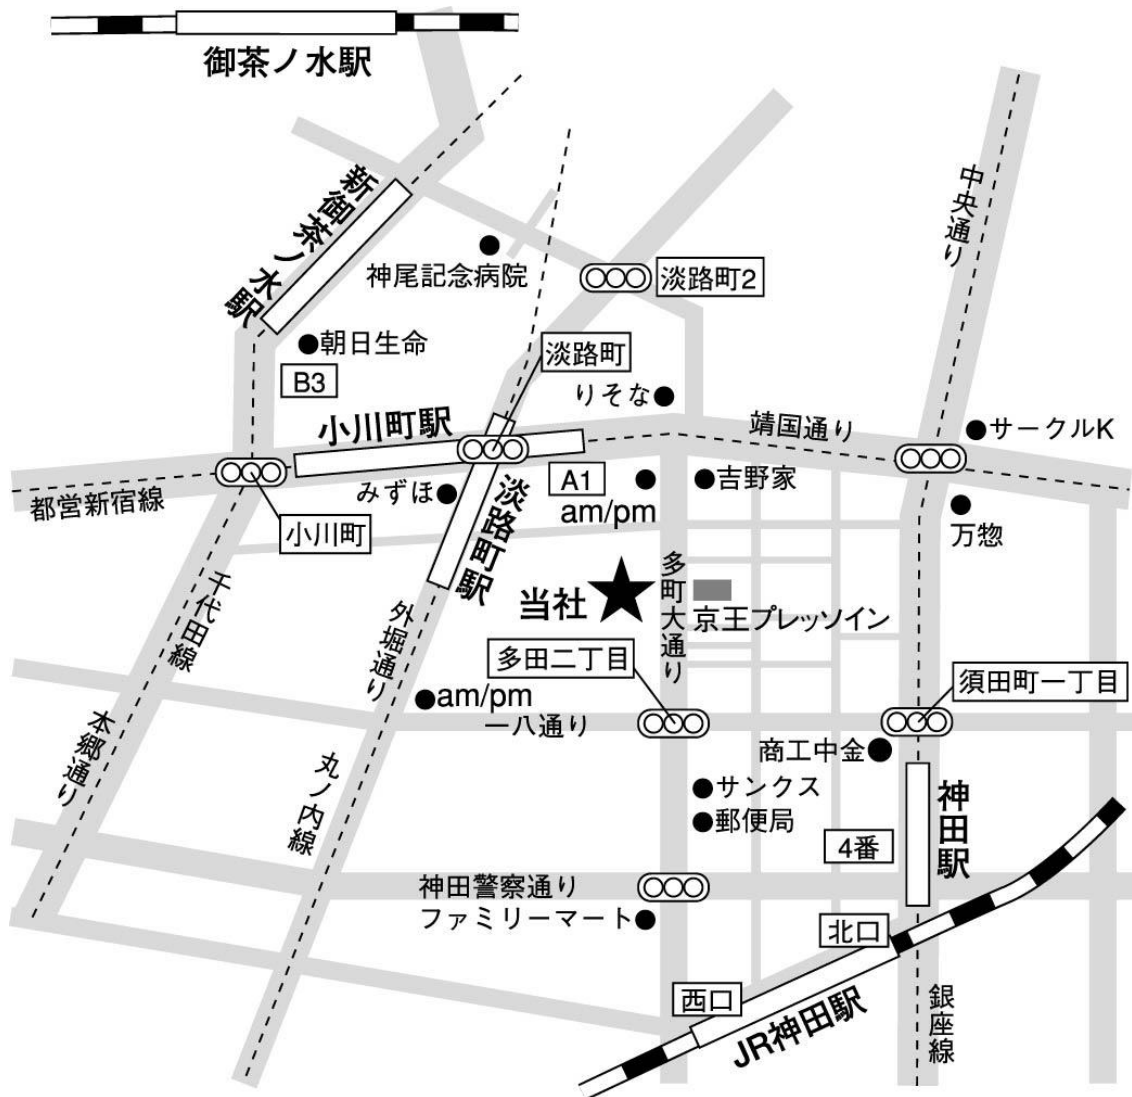 御茶ノ水駅
新御茶ノ水駅
中央通り
神尾記念病院
淡路町2
朝日生命
淡路町
B3
りそな
小川町駅
靖国通り
サークルK
都営新宿線
みずほ
A1
吉野家
am/pm
小川町
淡路町駅
万惣
千代田線
外堀通り
当社
多町大通り
京王プレッソイン
多田二丁目
須田町一丁目
am/pm
一八通り
本郷通り
丸ノ内線
商工中金
サンクス
郵便局
神田駅
4番
神田警察通り
ファミリーマート
北口
西口
JR神田駅
銀座線